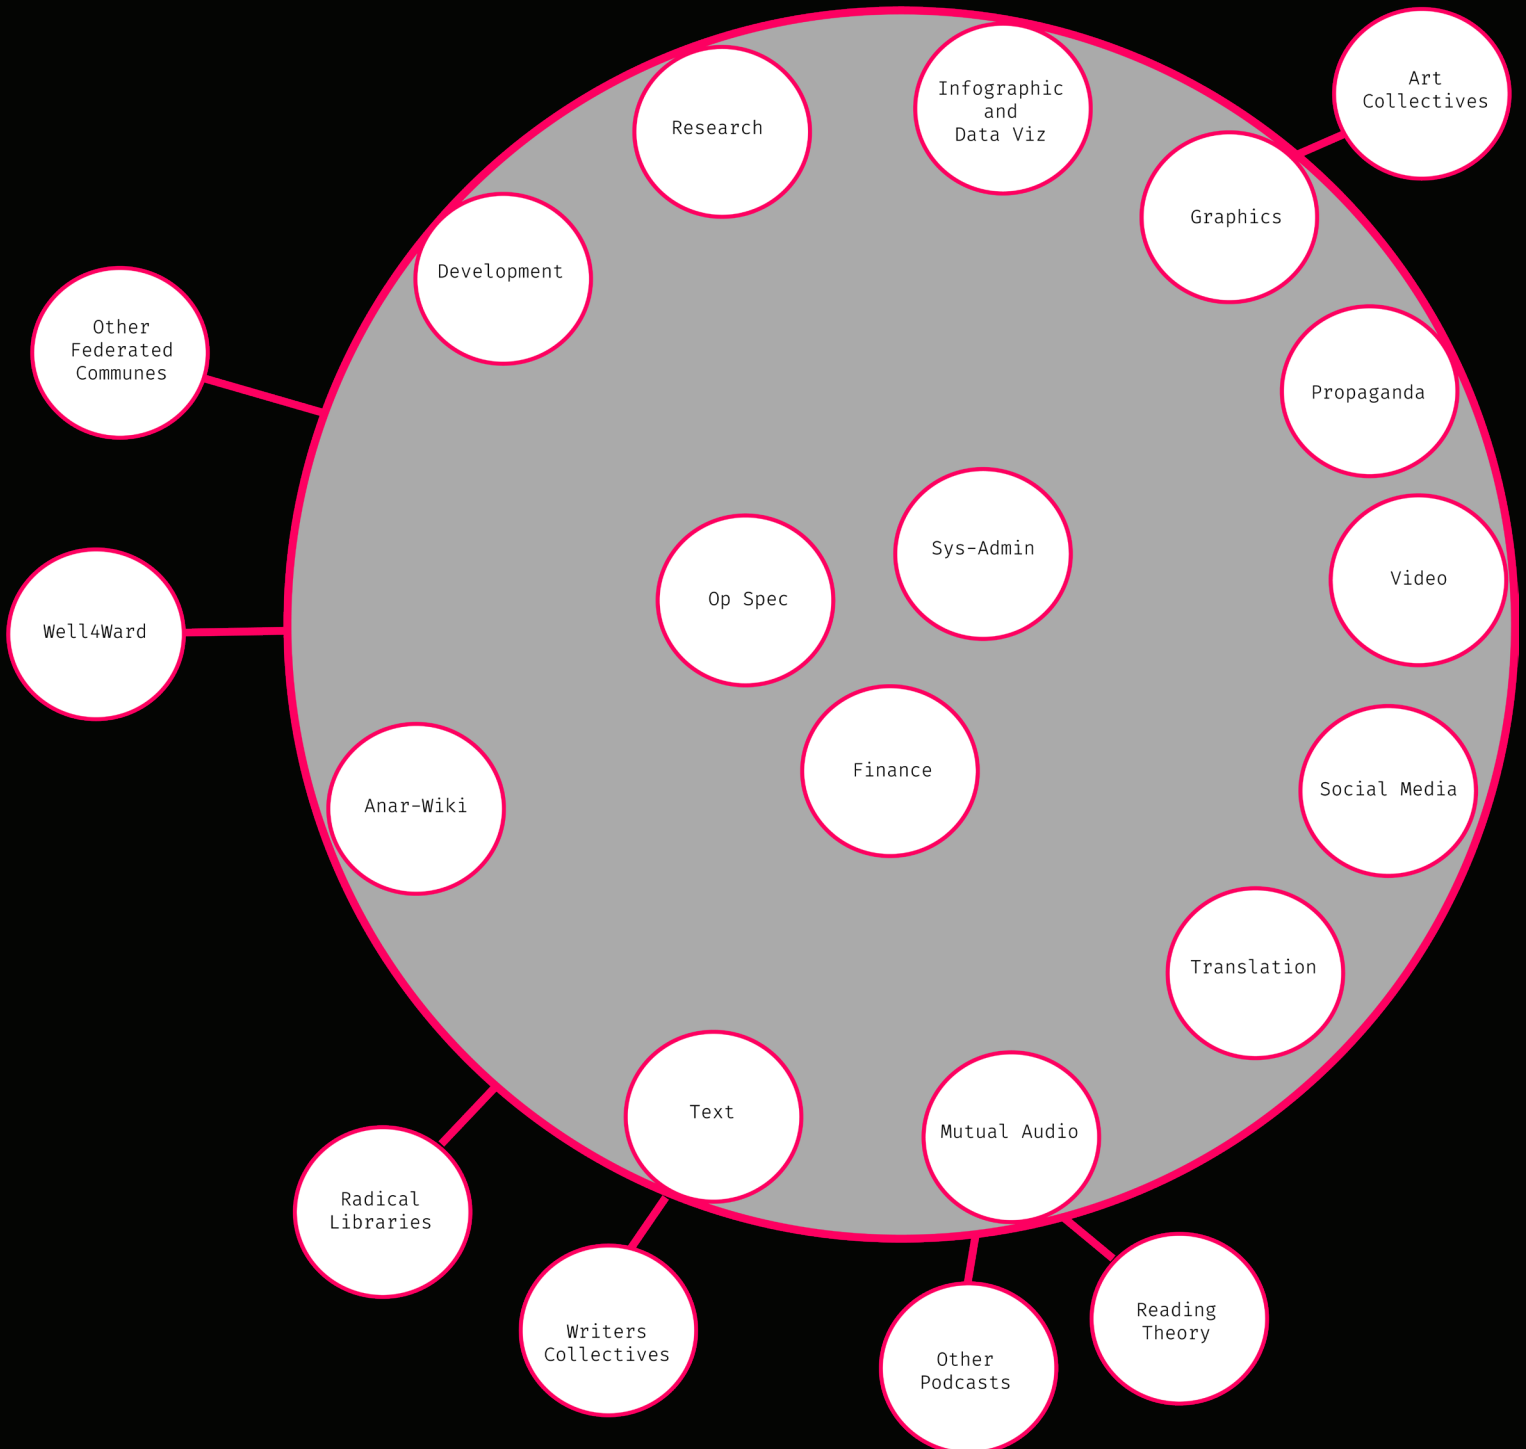 Art
Collectives
Infographic
and
Data Viz
Research
Graphics
Development
Other
Federated
Communes
Propaganda
Sys-Admin
Video
Op Spec
Well4Ward
Finance
Social Media
Anar-Wiki
Translation
Text
Mutual Audio
Radical
Libraries
Writers
Collectives
Reading
Theory
Other
Podcasts